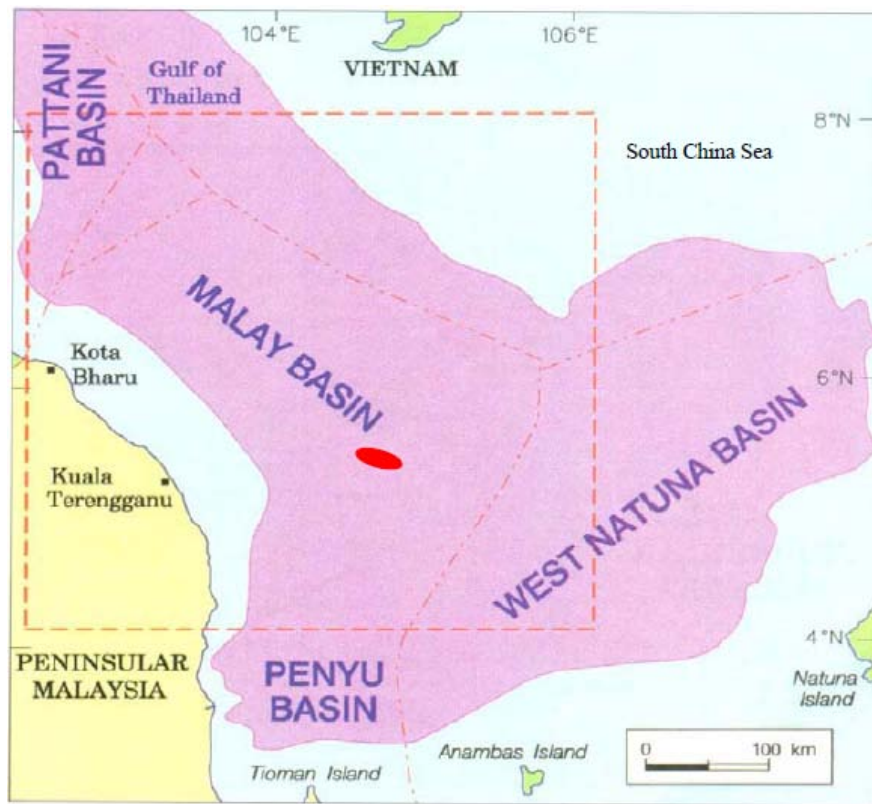 104°E
106°E
VIETNAM
PATTANI
BASIN
Gulf of
Thailand
8°N
South China Sea
MALAY BASIN
Kota
Bharu
6°N
Kuala
Terengganu
WEST NATUNA BASIN
4°N
PENINSULAR
MALAYSIA
PENYU
BASIN
Natuna
Island
Anambas Island
Tioman Island
0 100 km